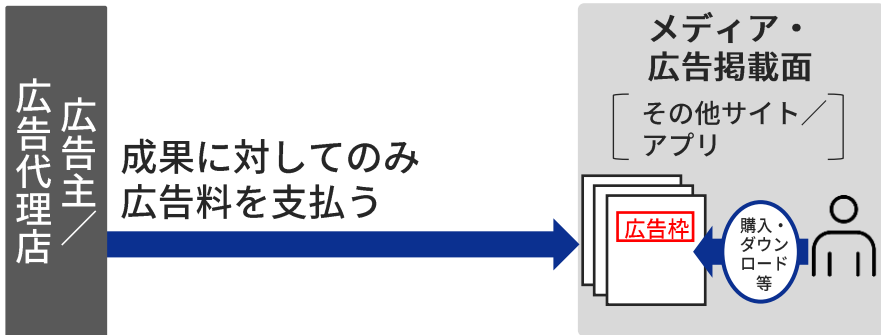 広告主／
広告代理店
成果に対してのみ
広告料を支払う
メディア・
広告掲載面
その他サイト／
アプリ
広告枠
購入・
ダウン
ロード
等